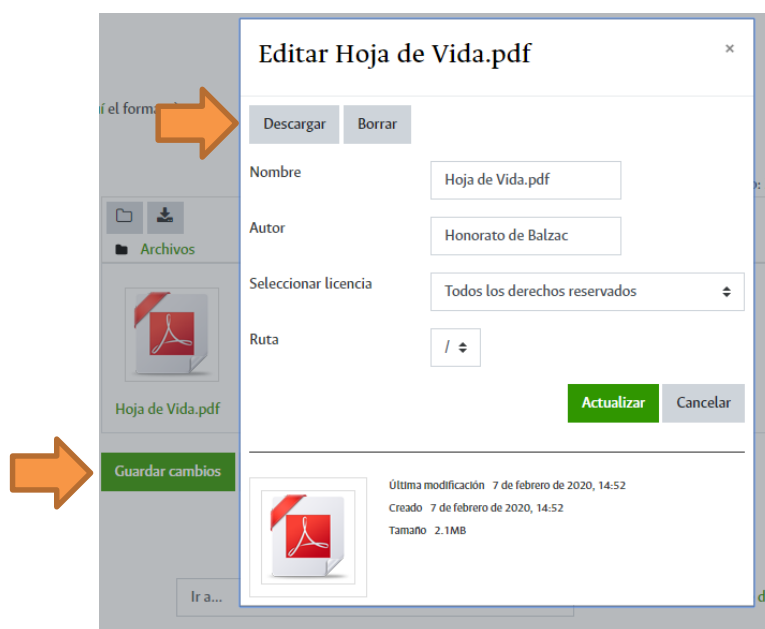 Editar Hoja de Vida.pdf ×
Descargar Borrar
Nombre Hoja de Vida.pdf
Autor Honorato de Balzac
Seleccionar licencia Todos los derechos reservados
Ruta /
Actualizar Cancelar
Última modificación 7 de febrero de 2020, 14:52
Creado 7 de febrero de 2020, 14:52
Tamaño 2.1MB
el form
Archivos
Hoja de Vida.pdf
Guardar cambios
Ir a...